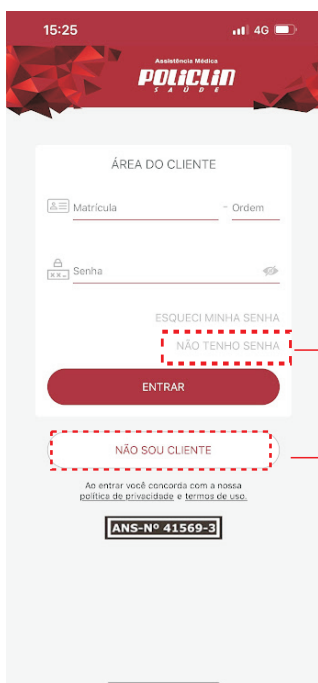 15:25
4G
Assistência Médica
POLICLIN
SAÚDE
ÁREA DO CLIENTE
Matrícula - Ordem
Senha
ESQUECI MINHA SENHA
NÃO TENHO SENHA
ENTRAR
NÃO SOU CLIENTE
Ao entrar você concorda com a nossa
política de privacidade e termos de uso.
ANS-Nº 41569-3